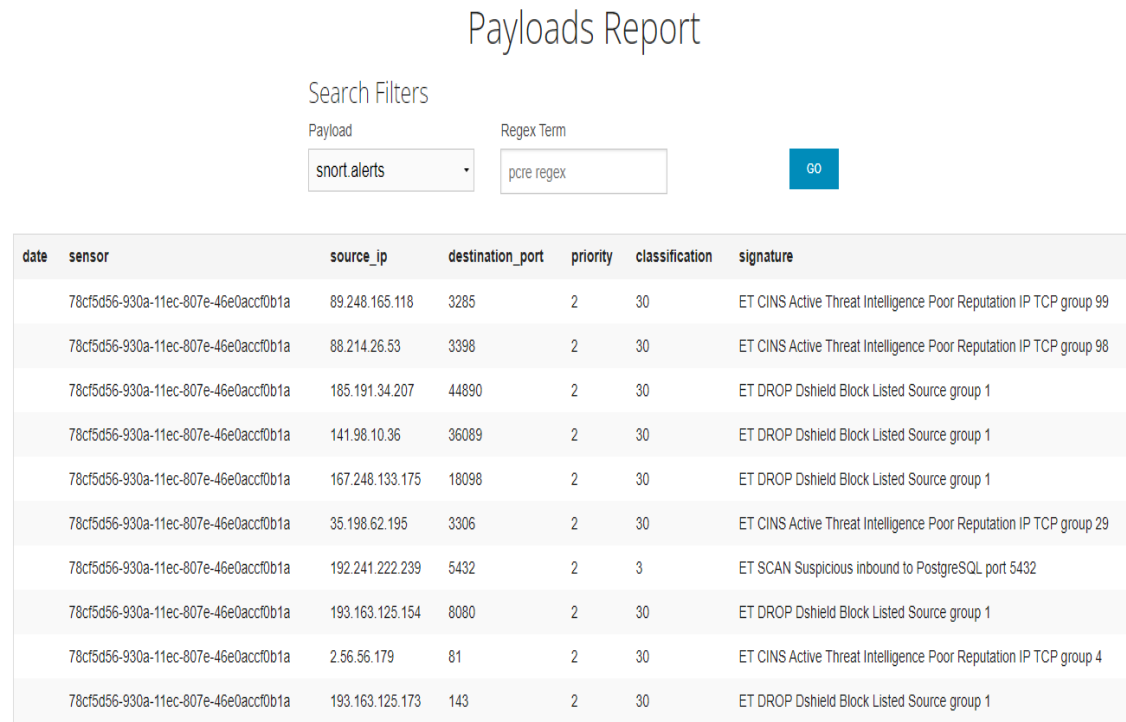 Payloads Report
Search Filters
Payload Regex Term
snort.alerts pcre regex GO
date sensor source_ip destination_port priority classification signature
78cf5d56-930a-11ec-807e-46e0accf0b1a 89.248.165.118 3285 2 30 ET CINS Active Threat Intelligence Poor Reputation IP TCP group 99
78cf5d56-930a-11ec-807e-46e0accf0b1a 88.214.26.53 3398 2 30 ET CINS Active Threat Intelligence Poor Reputation IP TCP group 98
78cf5d56-930a-11ec-807e-46e0accf0b1a 185.191.34.207 44890 2 30 ET DROP Dshield Block Listed Source group 1
78cf5d56-930a-11ec-807e-46e0accf0b1a 141.98.10.36 36089 2 30 ET DROP Dshield Block Listed Source group 1
78cf5d56-930a-11ec-807e-46e0accf0b1a 167.248.133.175 18098 2 30 ET DROP Dshield Block Listed Source group 1
78cf5d56-930a-11ec-807e-46e0accf0b1a 35.198.62.195 3306 2 30 ET CINS Active Threat Intelligence Poor Reputation IP TCP group 29
78cf5d56-930a-11ec-807e-46e0accf0b1a 192.241.222.239 5432 2 3 ET SCAN Suspicious inbound to PostgreSQL port 5432
78cf5d56-930a-11ec-807e-46e0accf0b1a 193.163.125.154 8080 2 30 ET DROP Dshield Block Listed Source group 1
78cf5d56-930a-11ec-807e-46e0accf0b1a 2.56.56.179 81 2 30 ET CINS Active Threat Intelligence Poor Reputation IP TCP group 4
78cf5d56-930a-11ec-807e-46e0accf0b1a 193.163.125.173 143 2 30 ET DROP Dshield Block Listed Source group 1